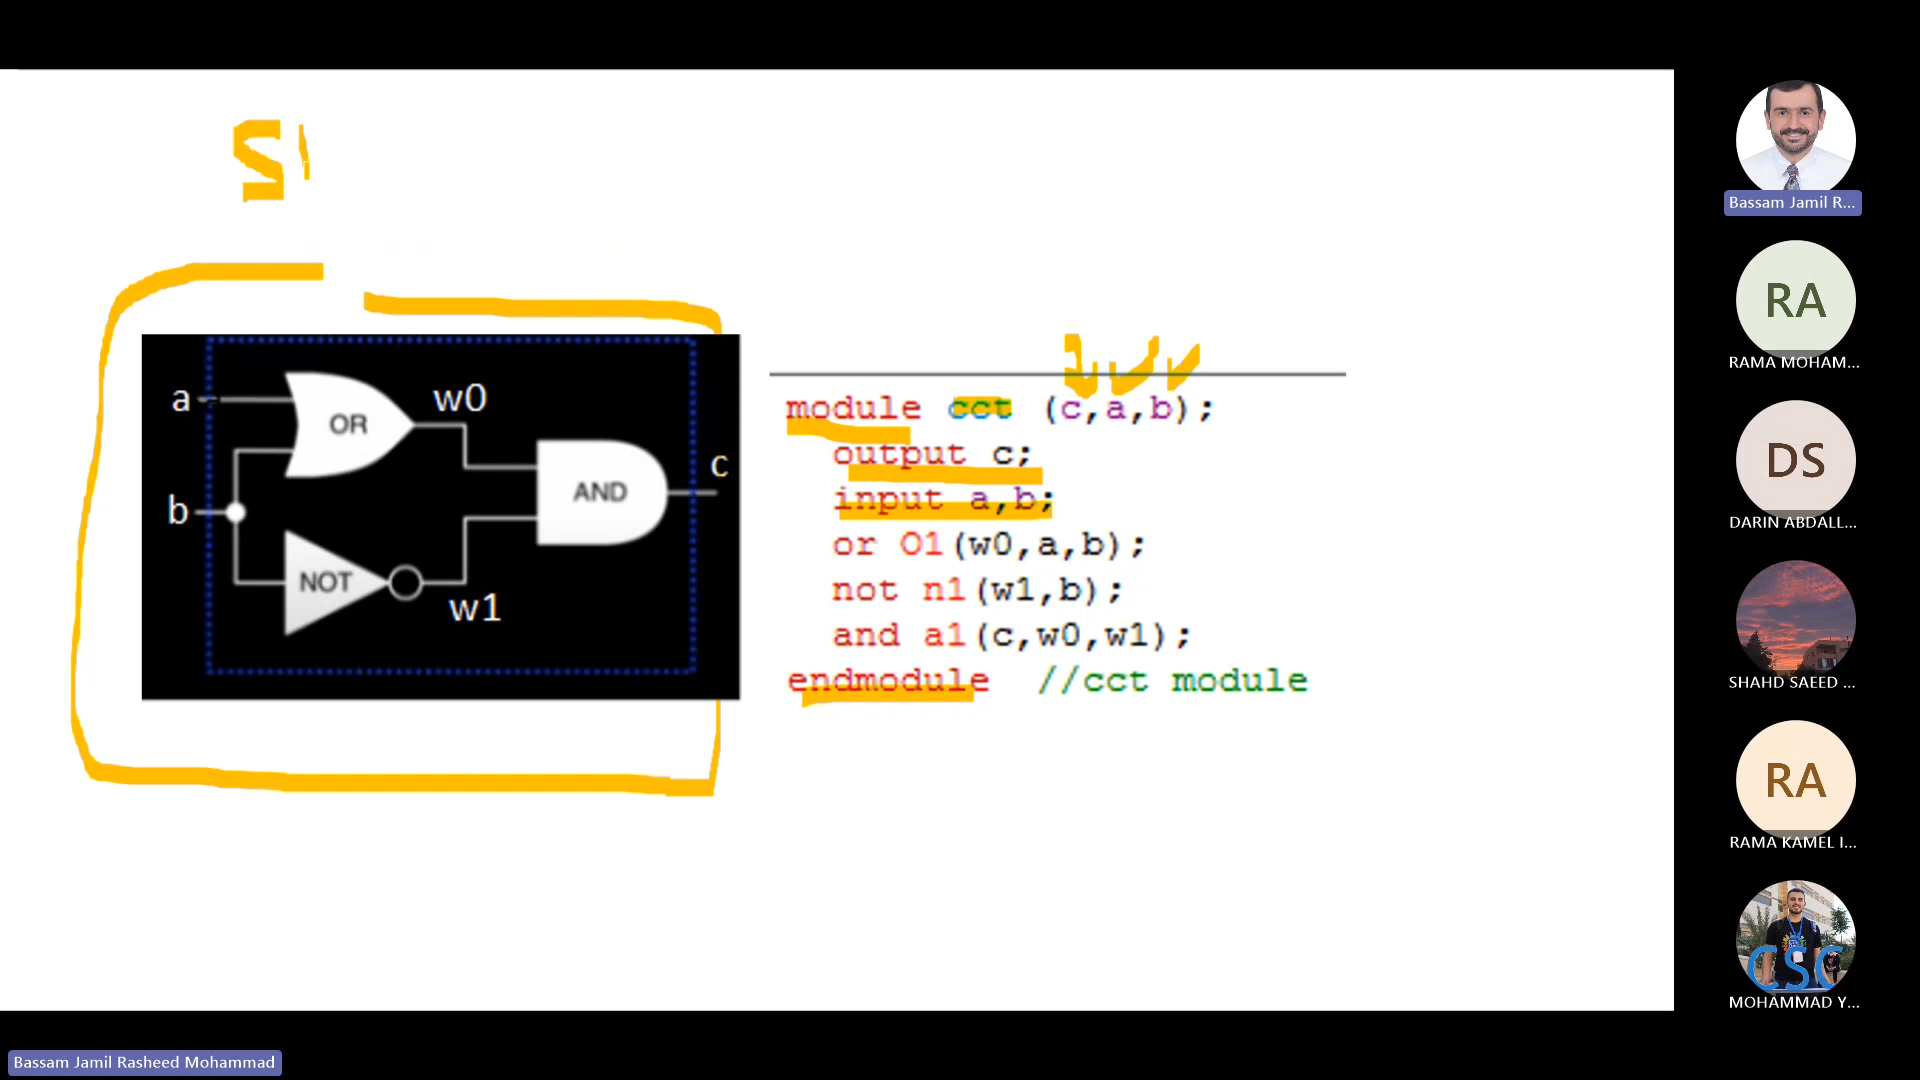 a
OR
w0
b
NOT
w1
AND
c
module cct (c,a,b);
output c;
input a,b;
or O1(w0,a,b);
not n1(w1,b);
and a1(c,w0,w1);
endmodule //cct module
Bassam Jamil R...
RA
RAMA MOHAM...
DS
DARIN ABDALL...
SHAHD SAEED ...
RA
RAMA KAMEL I...
CSC
MOHAMMAD Y...
Bassam Jamil Rasheed Mohammad